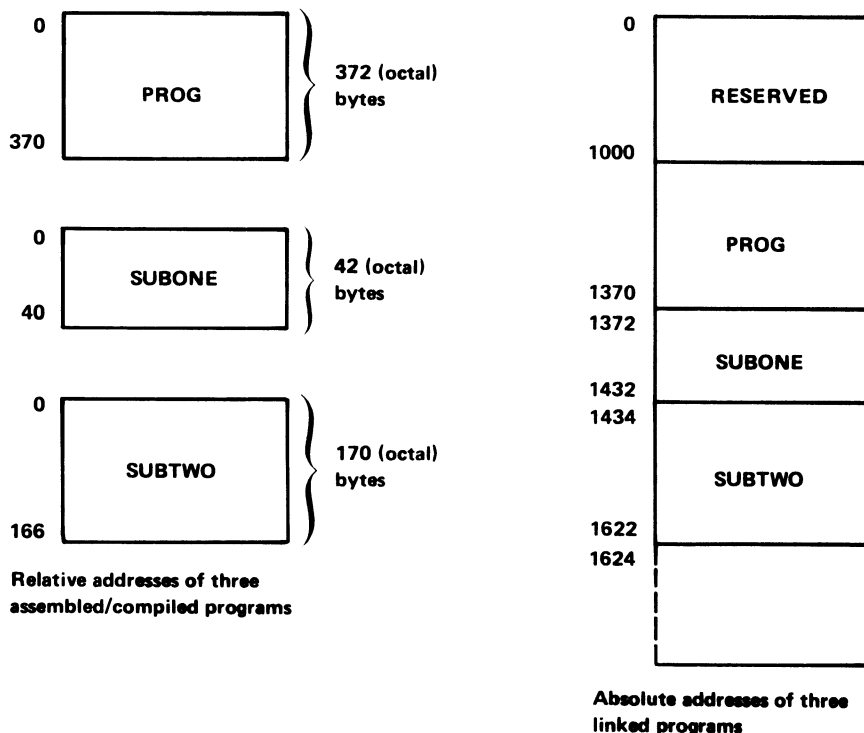 0
PROG
370
372 (octal)
bytes
0
SUBONE
40
42 (octal)
bytes
0
SUBTWO
166
170 (octal)
bytes
Relative addresses of three
assembled/compiled programs
0
RESERVED
1000
PROG
1370
1372
SUBONE
1432
1434
SUBTWO
1622
1624
Absolute addresses of three
linked programs